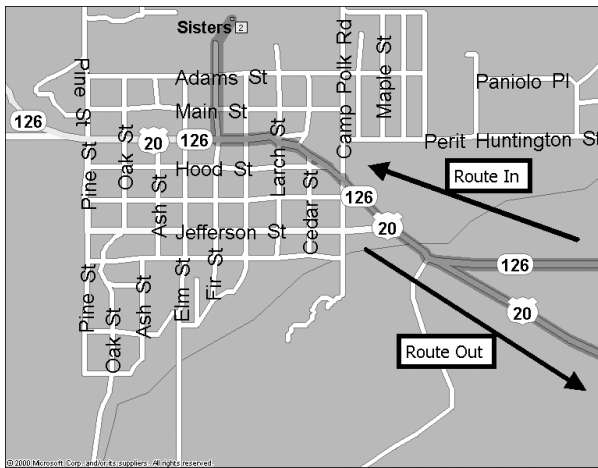 Sisters 2
Pine St
Adams St
Camp Polk Rd
Maple St
Paniolo Pl
Main St
126
Oak St
20
126
Perit Huntington St
Hood St
Larch St
Route In
Pine St
Ash St
Cedar St
126
Jefferson St
20
126
Fir St
Elm St
Pine St
Ash St
Oak St
20
Route Out
© 2000 Microsoft Corp. and/or its suppliers. All rights reserved.